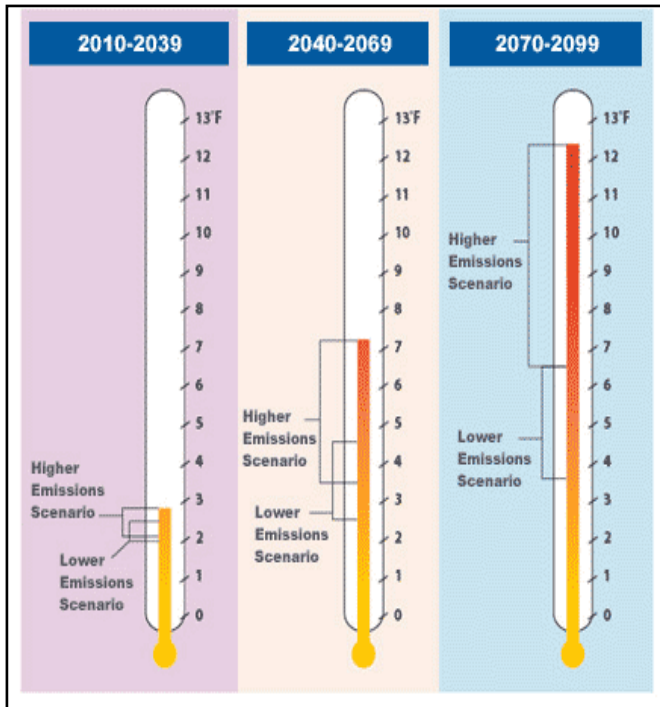 2010-2039
13°F
12
11
10
9
8
7
6
5
4
3
2
1
0
Higher
Emissions
Scenario
Lower
Emissions
Scenario
2040-2069
13°F
12
11
10
9
8
7
6
5
4
3
2
1
0
Higher
Emissions
Scenario
Lower
Emissions
Scenario
2070-2099
13°F
12
11
10
9
8
7
6
5
4
3
2
1
0
Higher
Emissions
Scenario
Lower
Emissions
Scenario